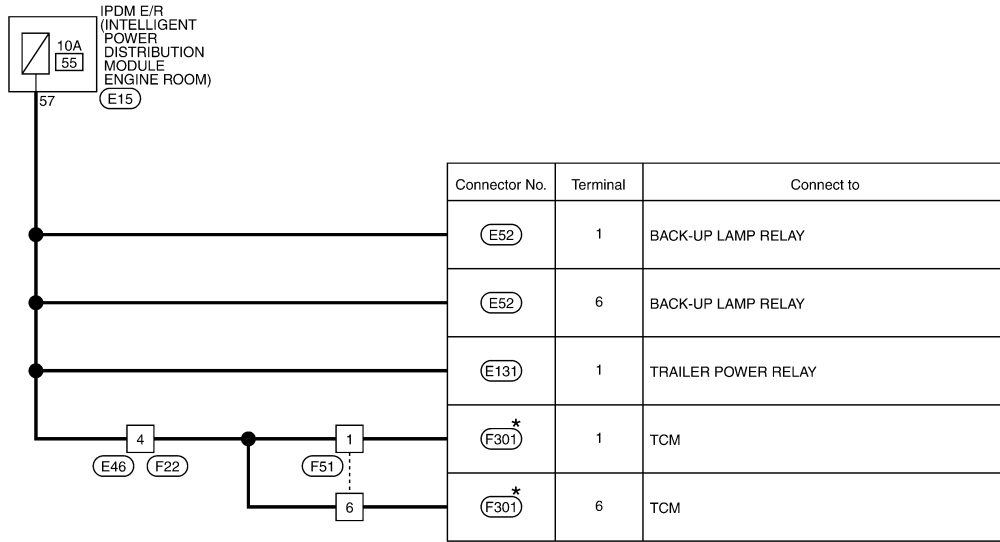 IPDM E/R
(INTELLIGENT
POWER
DISTRIBUTION
MODULE
ENGINE ROOM)
10A
55
E15
57
Connector No. Terminal Connect to
E52 1 BACK-UP LAMP RELAY
E52 6 BACK-UP LAMP RELAY
E131 1 TRAILER POWER RELAY
4 1 F301 * 1 TCM
E46 F22 F51
6 F301 * 6 TCM